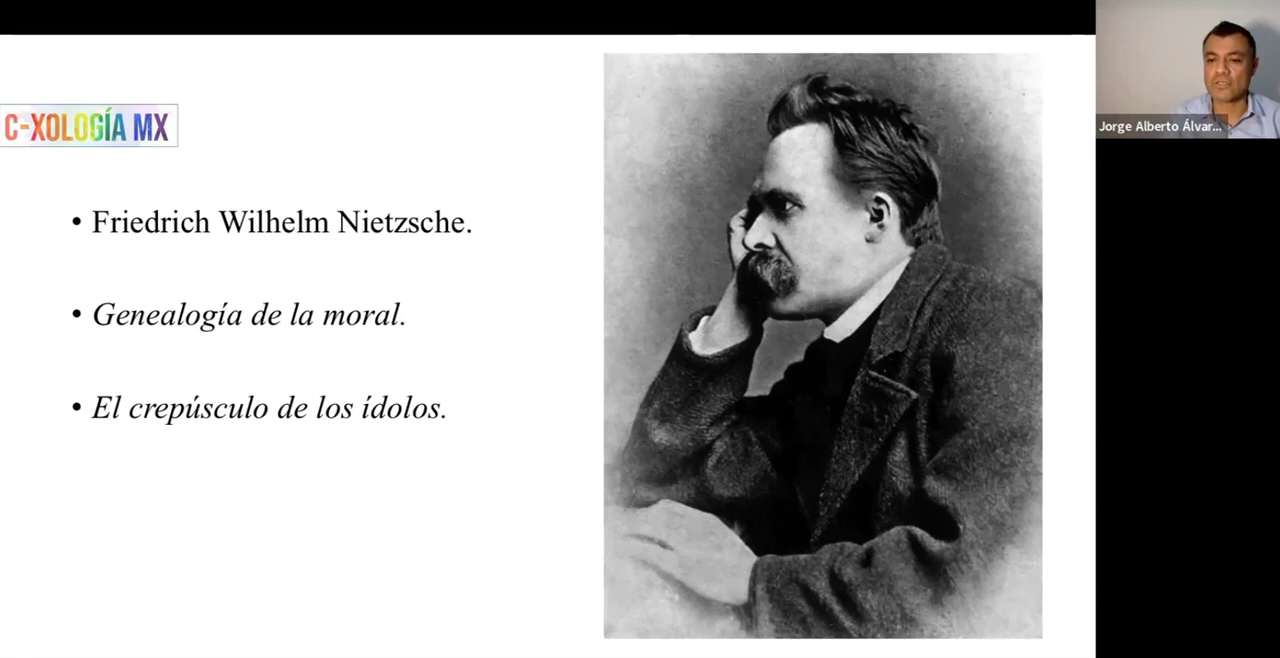 C-XOLOGÍA MX
• Friedrich Wilhelm Nietzsche.
• Genealogía de la moral.
• El crepúsculo de los ídolos.
Jorge Alberto Álvar...